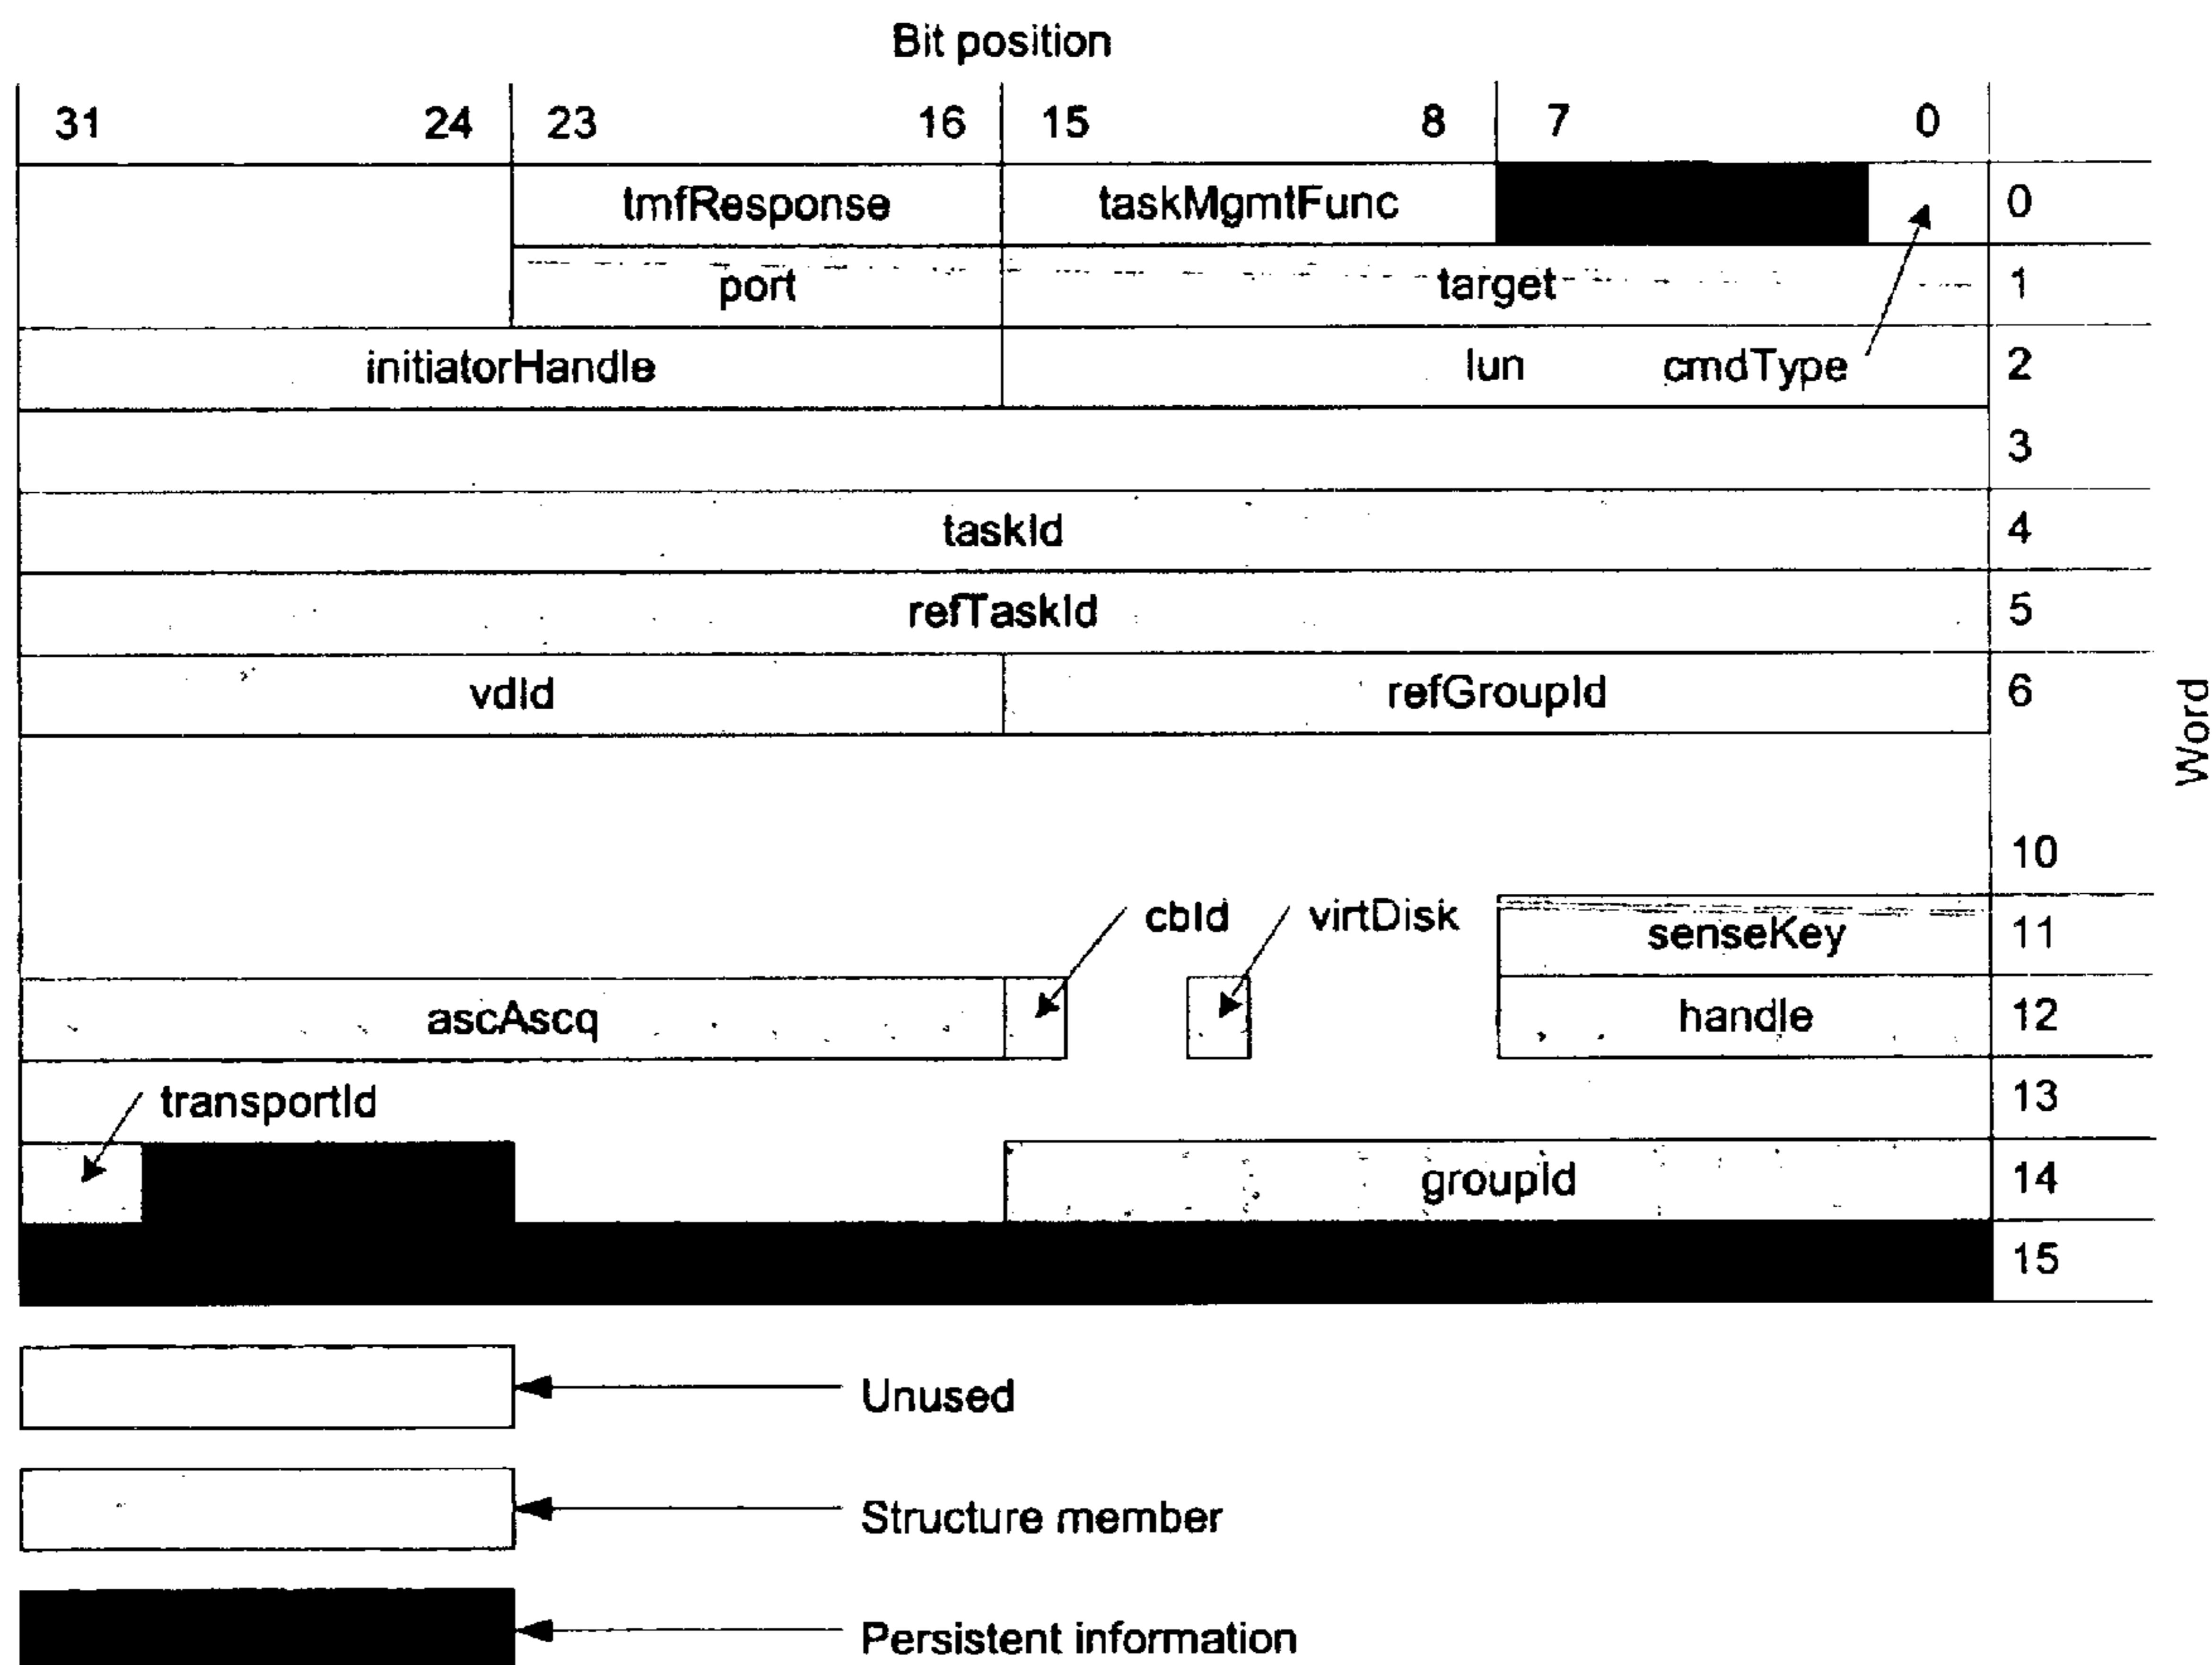 Bit position
31 24 23 16 15 8 7 0
tmfResponse taskMgmtFunc 0
port target 1
initiatorHandle lun cmdType 2
3
taskId 4
refTaskId 5
vdId refGroupId 6
Word
10
cbId virtDisk senseKey 11
ascAscq handle 12
transportId 13
groupId 14
15
Unused
Structure member
Persistent information